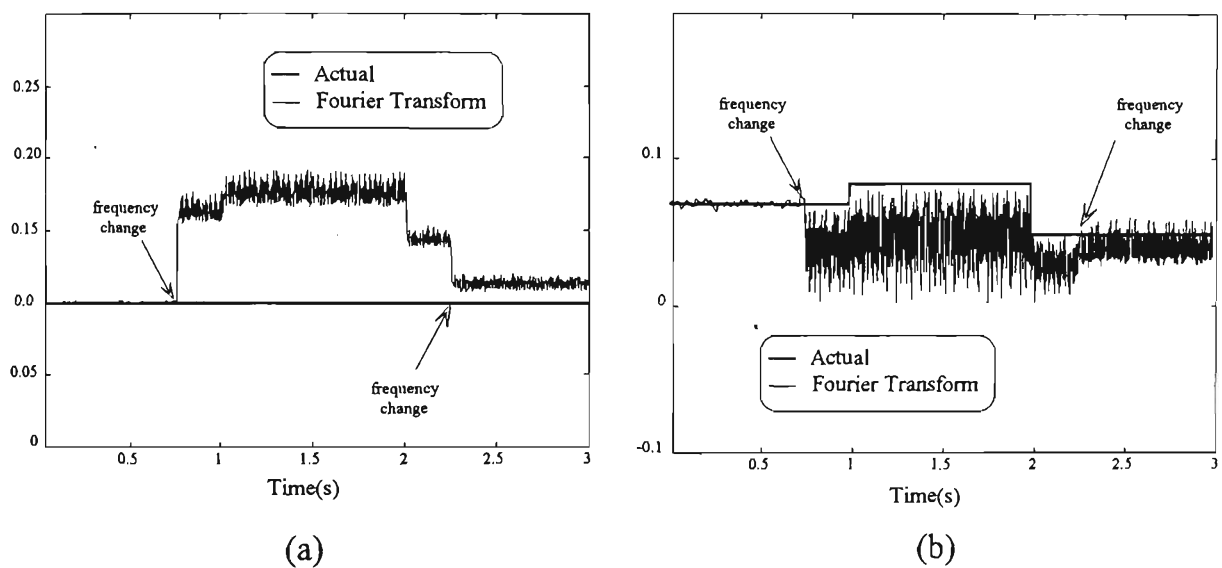 0.25
0.20
0.15
0.0
0.05
0
Actual
Fourier Transform
frequency
change
frequency
change
0.5
1
1.5
2
2.5
3
Time(s)
(a)
0.1
0
-0.1
frequency
change
frequency
change
Actual
Fourier Transform
0.5
1
1.5
2
2.5
3
Time(s)
(b)